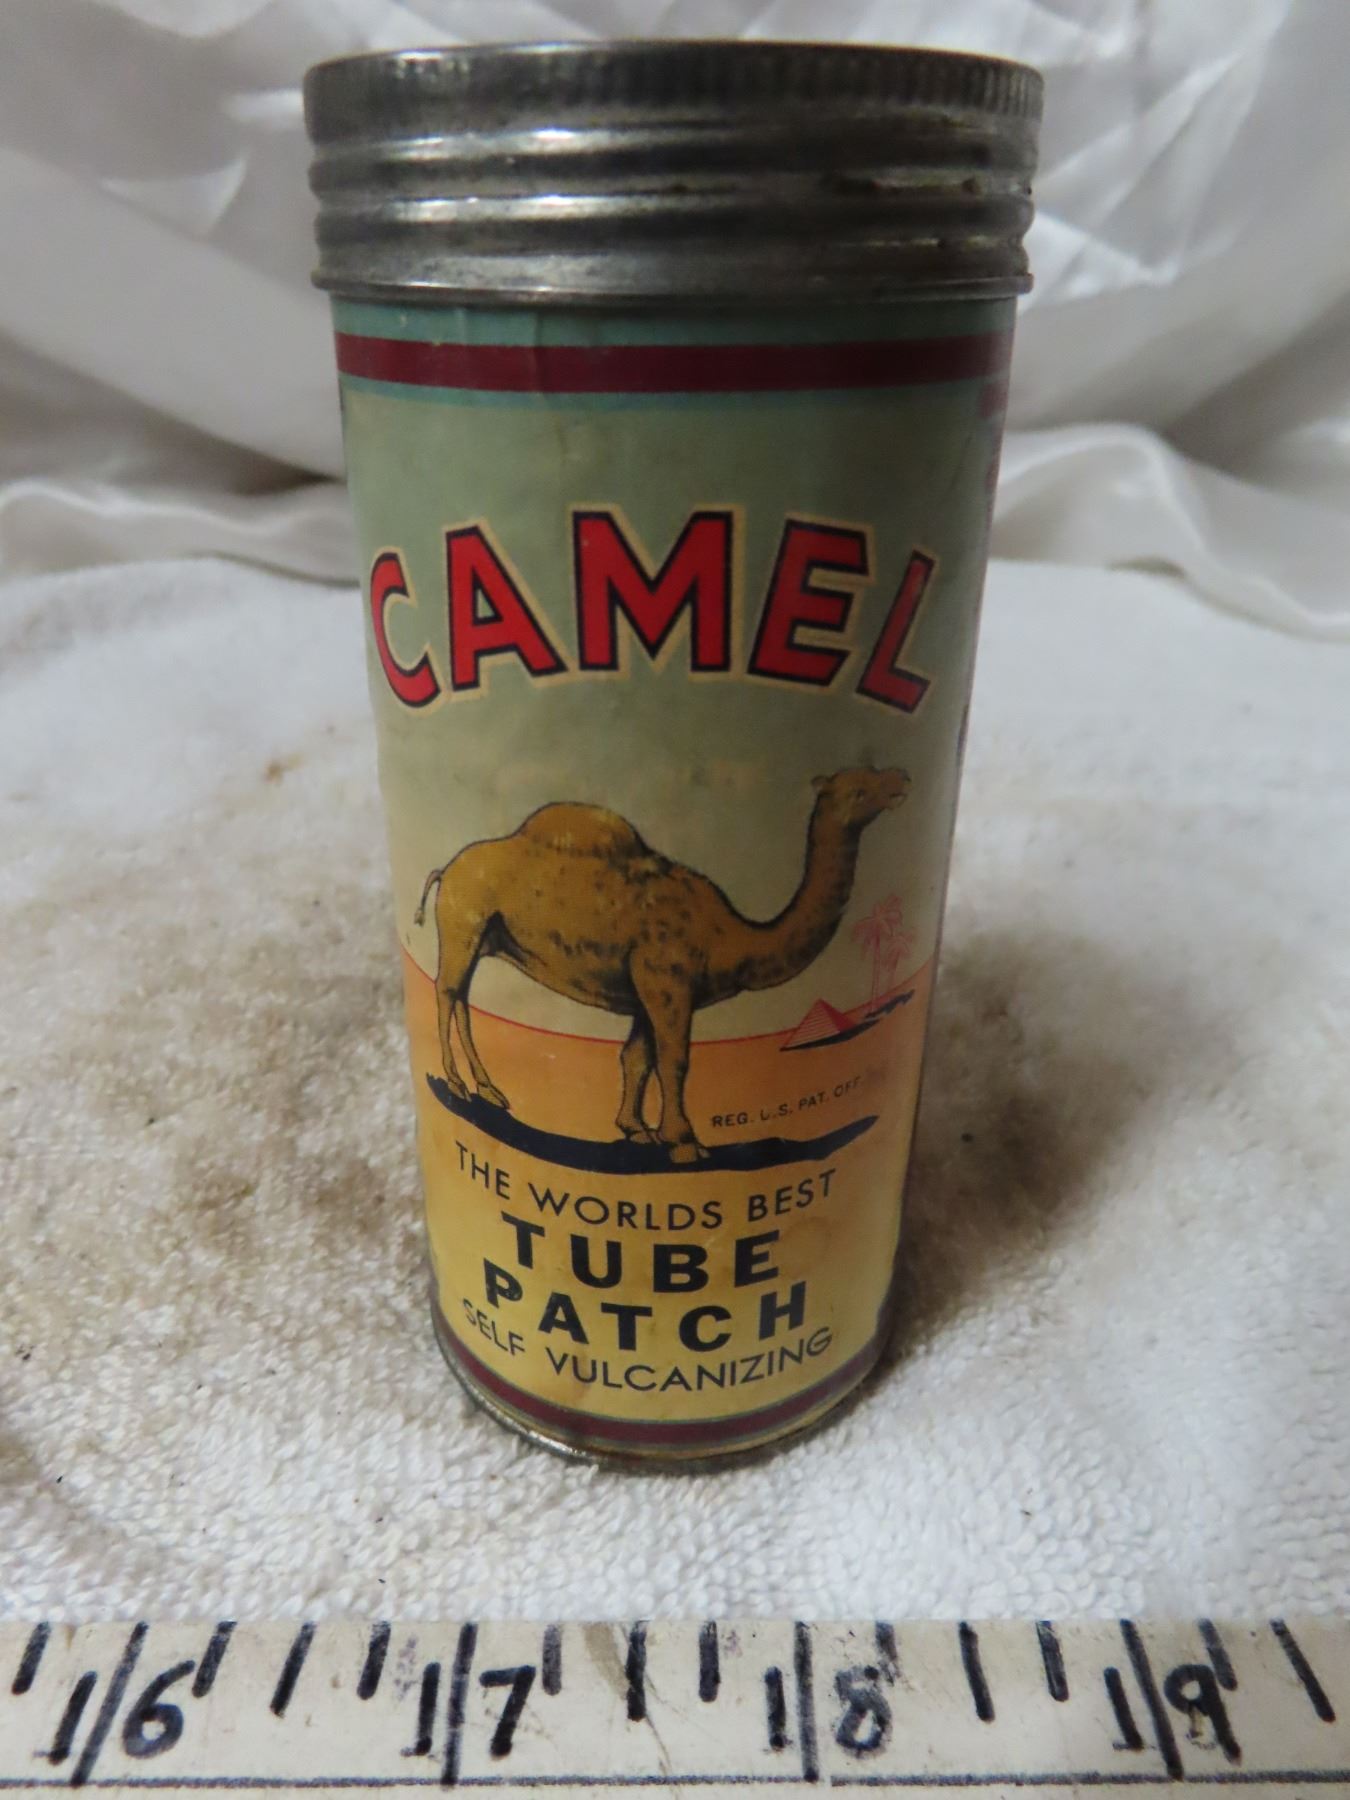 CAMEL
REG. U.S. PAT. OFF.
THE WORLDS BEST
TUBE
PATCH
SELF VULCANIZING
16 17 18 19